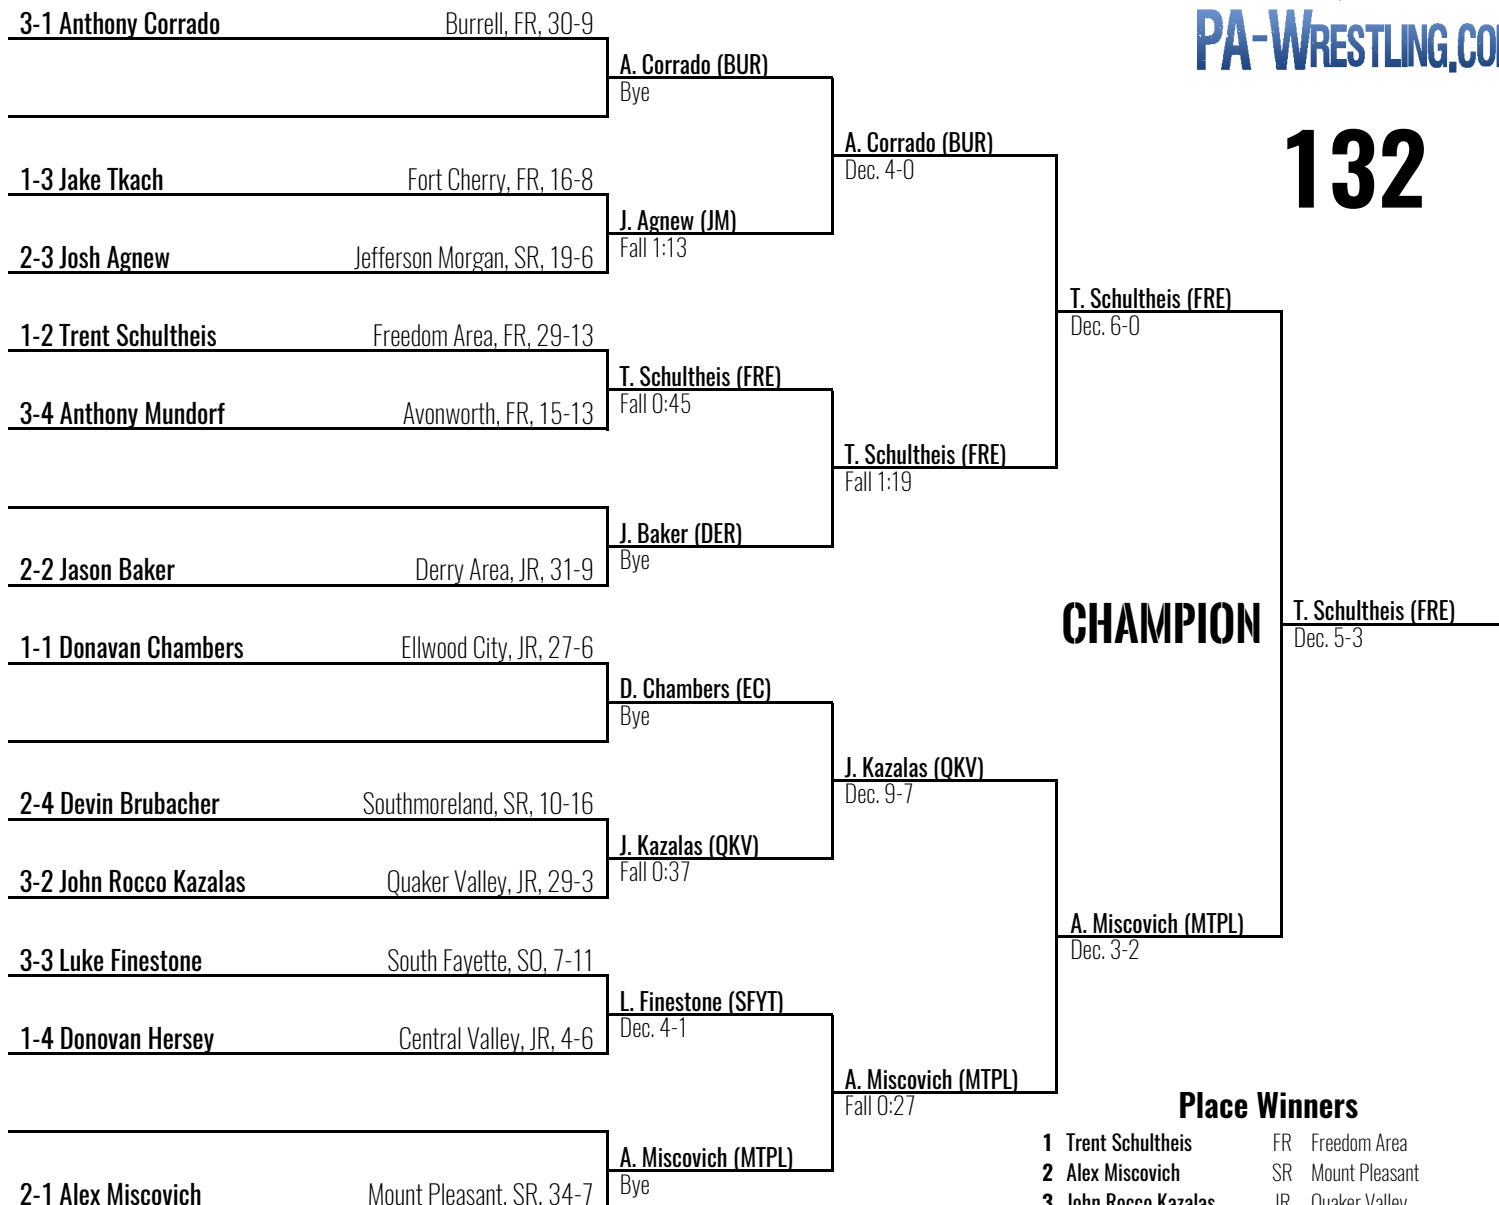 3-1 Anthony Corrado Burrell, FR, 30-9
PA-WRESTLING.CO
A. Corrado (BUR)
Bye
132
A. Corrado (BUR)
Dec. 4-0
1-3 Jake Tkach Fort Cherry, FR, 16-8
J. Agnew (JM)
Fall 1:13
2-3 Josh Agnew Jefferson Morgan, SR, 19-6
T. Schultheis (FRE)
Dec. 6-0
1-2 Trent Schultheis Freedom Area, FR, 29-13
T. Schultheis (FRE)
Fall 0:45
3-4 Anthony Mundorf Avonworth, FR, 15-13
T. Schultheis (FRE)
Fall 1:19
J. Baker (DER)
Bye
2-2 Jason Baker Derry Area, JR, 31-9
CHAMPION
T. Schultheis (FRE)
Dec. 5-3
1-1 Donavan Chambers Ellwood City, JR, 27-6
D. Chambers (EC)
Bye
J. Kazalas (QKV)
Dec. 9-7
2-4 Devin Brubacher Southmoreland, SR, 10-16
J. Kazalas (QKV)
Fall 0:37
3-2 John Rocco Kazalas Quaker Valley, JR, 29-3
A. Miscovich (MTPL)
Dec. 3-2
3-3 Luke Finestone South Fayette, SO, 7-11
L. Finestone (SFYT)
Dec. 4-1
1-4 Donovan Hersey Central Valley, JR, 4-6
A. Miscovich (MTPL)
Fall 0:27
Place Winners
1 Trent Schultheis FR Freedom Area
A. Miscovich (MTPL)
Bye
2 Alex Miscovich SR Mount Pleasant
2-1 Alex Miscovich Mount Pleasant, SR, 34-7
3 John Rocco Kazalas JR Quaker Valley